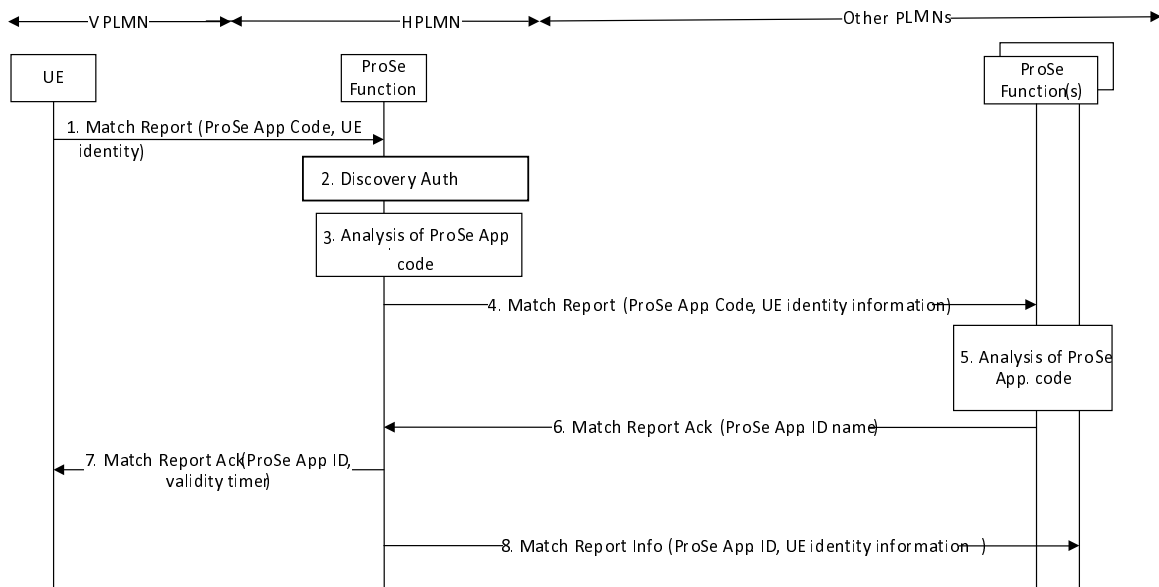 VPLMN
HPLMN
Other PLMNs
UE
ProSe
Function
ProSe
Function(s)
1. Match Report (ProSe App Code, UE
identity)
2. Discovery Auth
3. Analysis of ProSe App
code
4. Match Report (ProSe App. Code, UE identity information)
5. Analysis of ProSe
App. code
6. Match Report Ack (ProSe App. ID name)
7. Match Report Ack(ProSe App ID,
validity timer)
8. Match Report Info (ProSe App. ID, UE identity information )